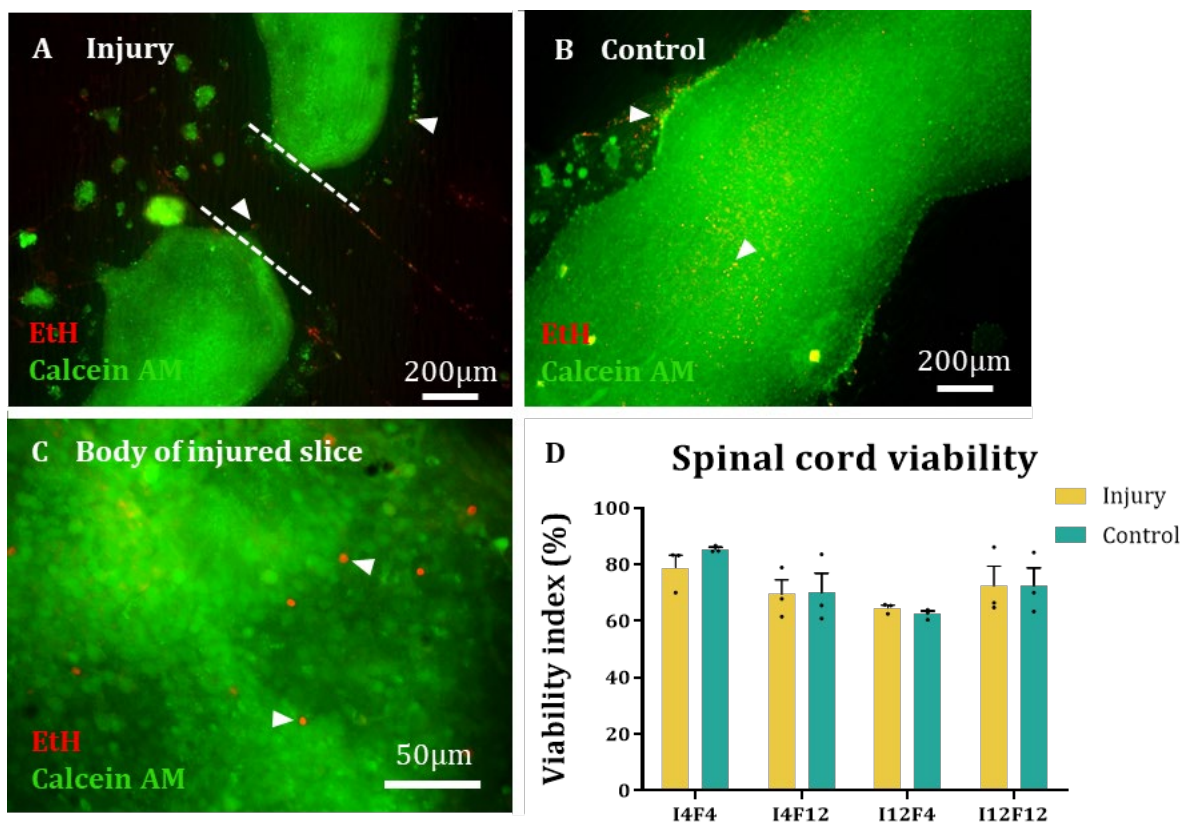 A Injury
EtH
Calcein AM
200μm
B Control
EtH
Calcein AM
200μm
C Body of injured slice
EtH
Calcein AM
50μm
D Spinal cord viability
Viability index (%)
100
80
60
40
20
0
I4F4
I4F12
I12F4
I12F12
Injury
Control